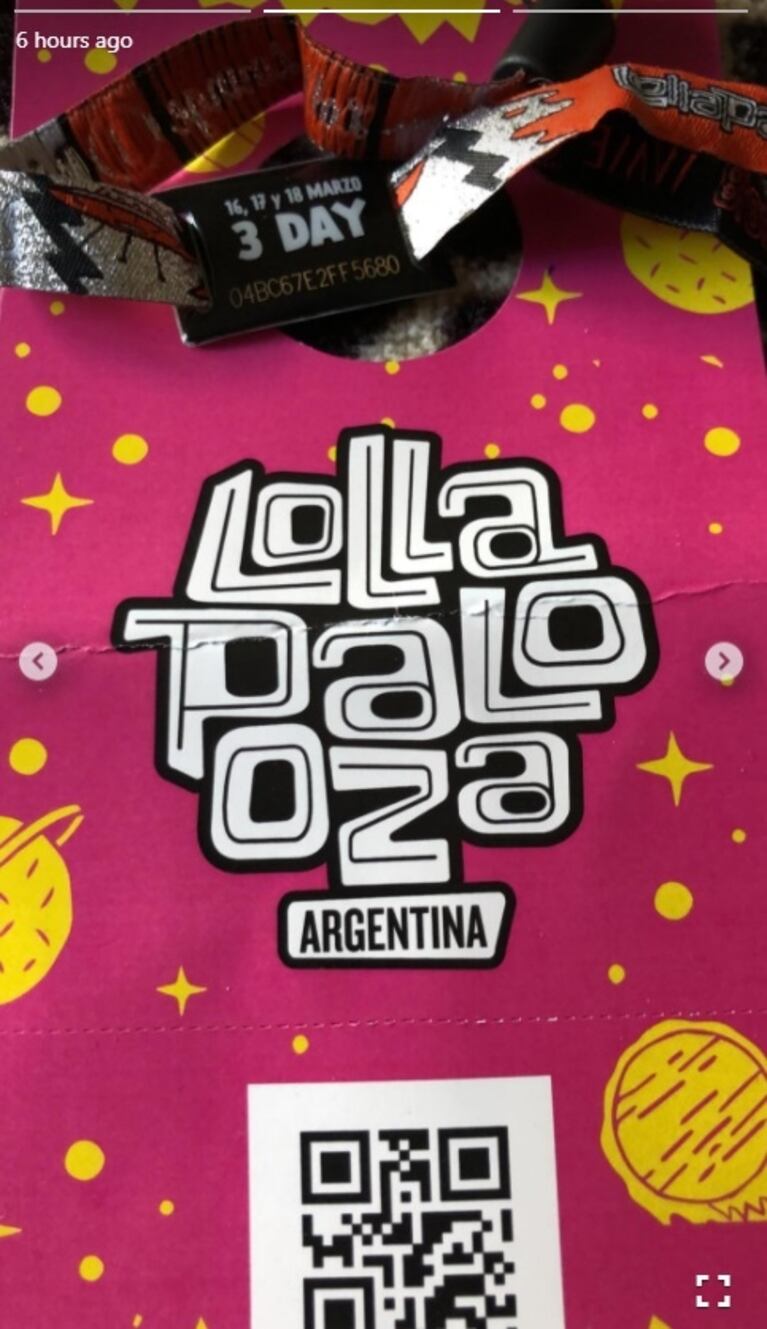 6 hours ago
16, 17 y 18 MARZO
3 DAY
04BC67E2FF5680
Lolla
Palo
oza
ARGENTINA